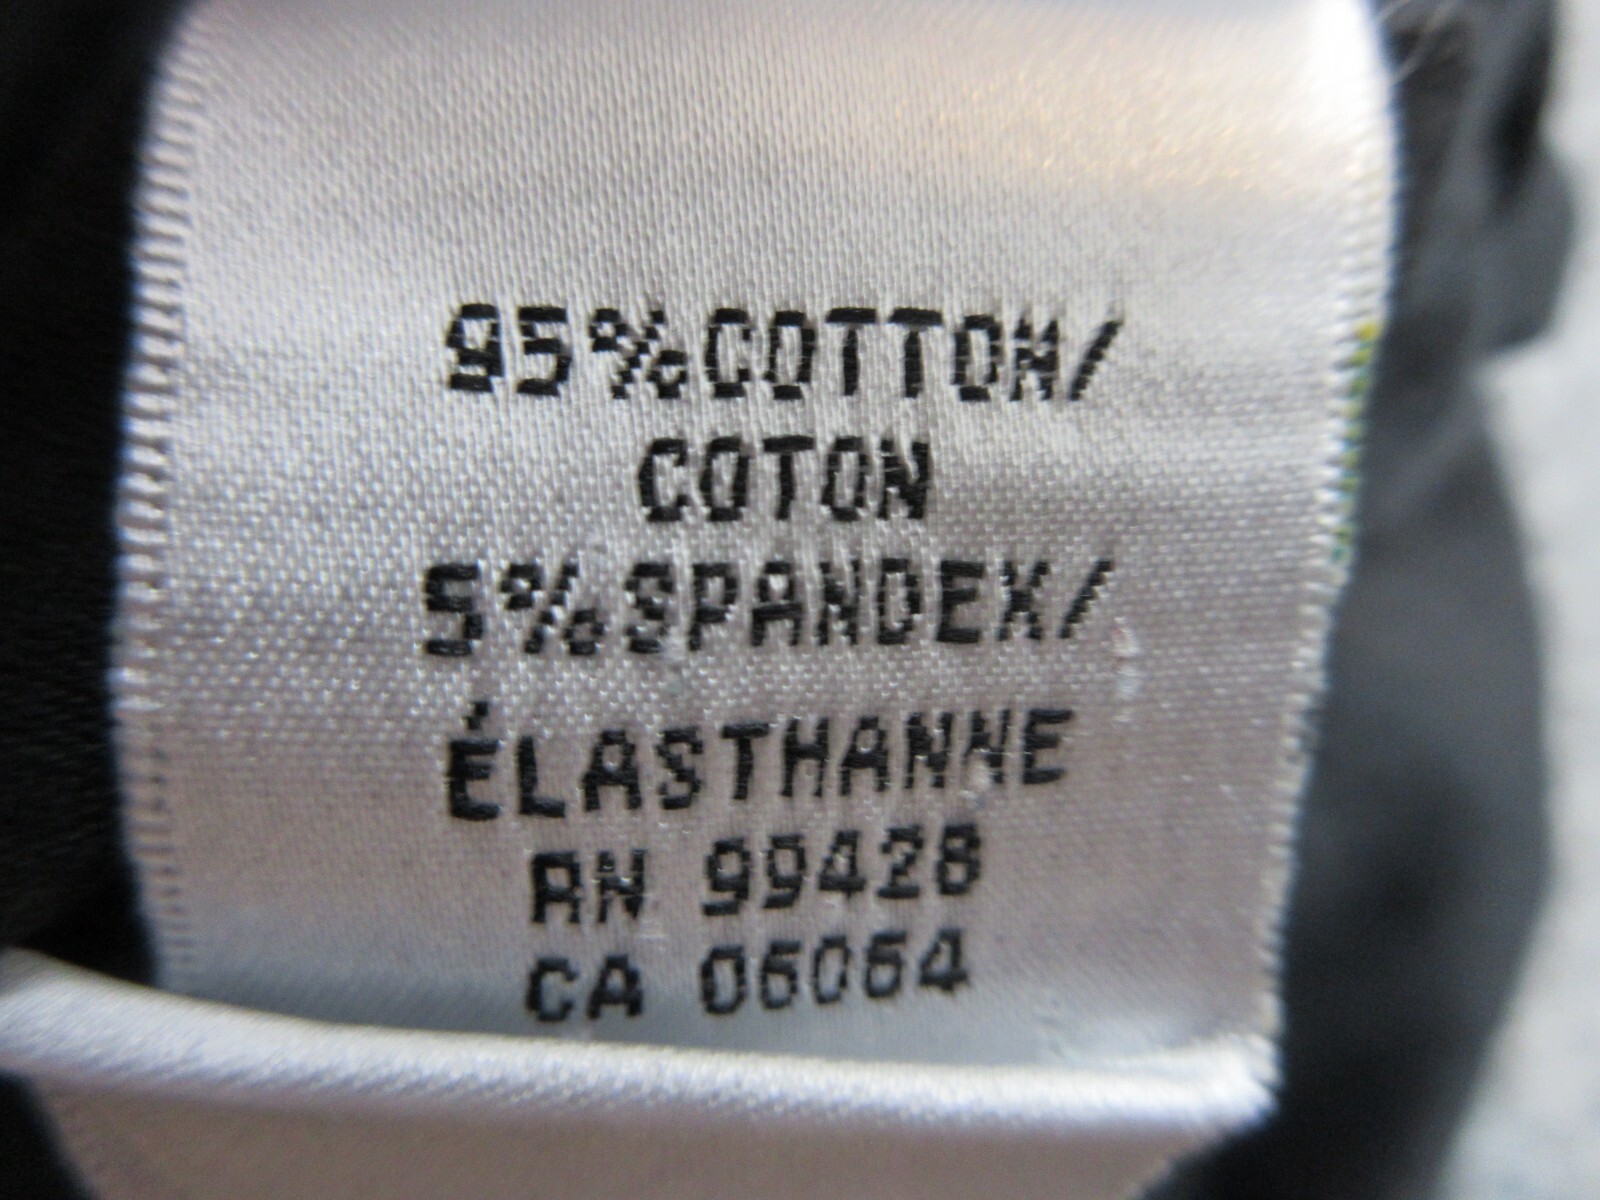 95%COTTON/
COTON
5%SPANDEX/
ÉLASTHANNE
RN 99428
CA 06064